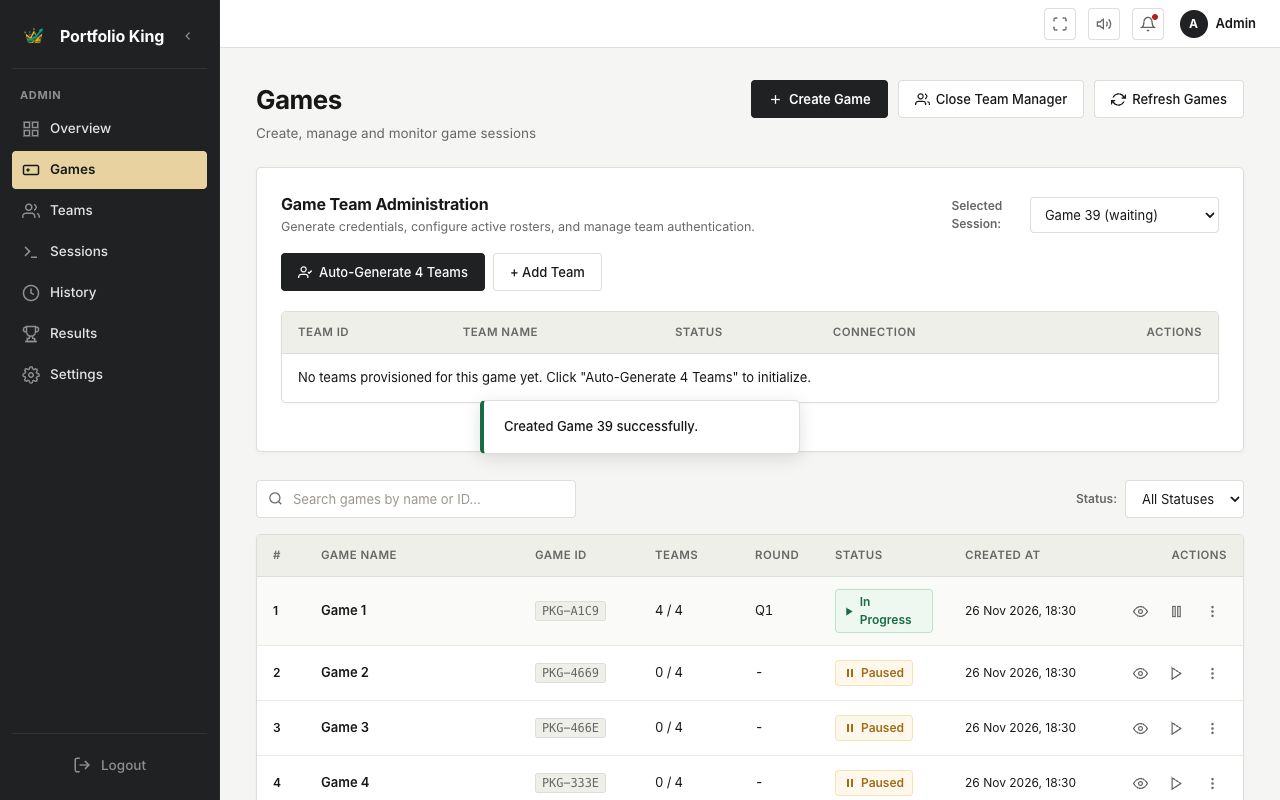 Portfolio King
A
Admin
ADMIN
Overview
Games
Teams
Sessions
History
Results
Settings
Logout
Games
Create, manage and monitor game sessions
Create Game
Close Team Manager
Refresh Games
Game Team Administration
Generate credentials, configure active rosters, and manage team authentication.
Selected
Session:
Game 39 (waiting)
Auto-Generate 4 Teams
+ Add Team
TEAM ID TEAM NAME STATUS CONNECTION ACTIONS
No teams provisioned for this game yet. Click "Auto-Generate 4 Teams" to initialize.
Created Game 39 successfully.
Search games by name or ID...
Status:
All Statuses
# GAME NAME GAME ID TEAMS ROUND STATUS CREATED AT ACTIONS
1 Game 1 PKG-A1C9 4 / 4 Q1 In Progress 26 Nov 2026, 18:30
2 Game 2 PKG-4669 0 / 4 - Paused 26 Nov 2026, 18:30
3 Game 3 PKG-466E 0 / 4 - Paused 26 Nov 2026, 18:30
4 Game 4 PKG-333E 0 / 4 - Paused 26 Nov 2026, 18:30